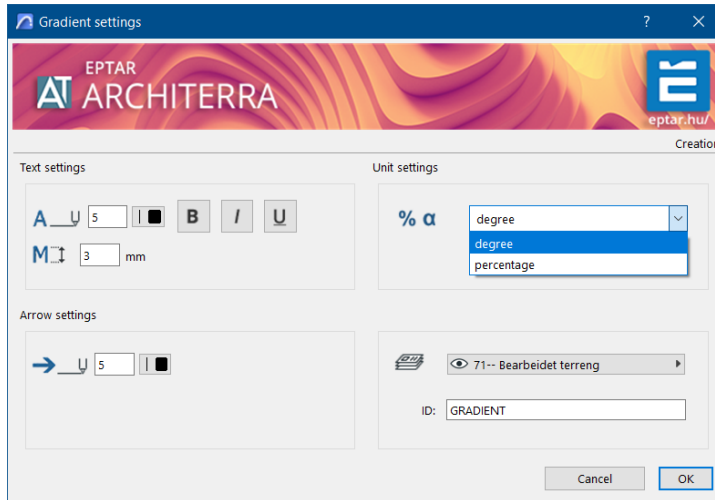 Gradient settings
?
EPTAR
AT ARCHITERRA
eptar.hu/
Creation
Text settings
A 5 B I U
M 3 mm
Unit settings
% α degree
degree
percentage
Arrow settings
5
71-- Bearbeidet terreng
ID: GRADIENT
Cancel OK